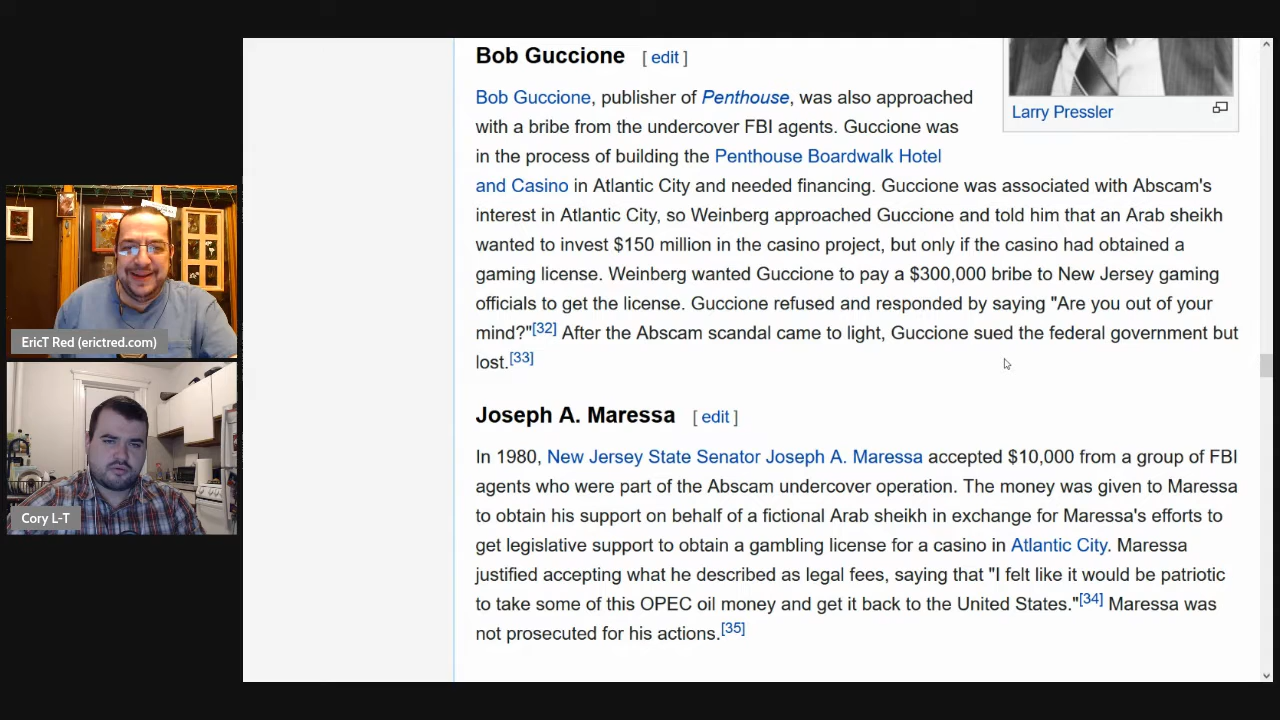 Bob Guccione [ edit ]
Bob Guccione, publisher of Penthouse, was also approached
with a bribe from the undercover FBI agents. Guccione was
in the process of building the Penthouse Boardwalk Hotel
and Casino in Atlantic City and needed financing. Guccione was associated with Abscam's
interest in Atlantic City, so Weinberg approached Guccione and told him that an Arab sheikh
wanted to invest $150 million in the casino project, but only if the casino had obtained a
gaming license. Weinberg wanted Guccione to pay a $300,000 bribe to New Jersey gaming
officials to get the license. Guccione refused and responded by saying "Are you out of your
mind?"[32] After the Abscam scandal came to light, Guccione sued the federal government but
lost.[33]
Larry Pressler
Joseph A. Maressa [ edit ]
In 1980, New Jersey State Senator Joseph A. Maressa accepted $10,000 from a group of FBI
agents who were part of the Abscam undercover operation. The money was given to Maressa
to obtain his support on behalf of a fictional Arab sheikh in exchange for Maressa's efforts to
get legislative support to obtain a gambling license for a casino in Atlantic City. Maressa
justified accepting what he described as legal fees, saying that "I felt like it would be patriotic
to take some of this OPEC oil money and get it back to the United States."[34] Maressa was
not prosecuted for his actions.[35]
EricT Red (erictred.com)
Cory L-T